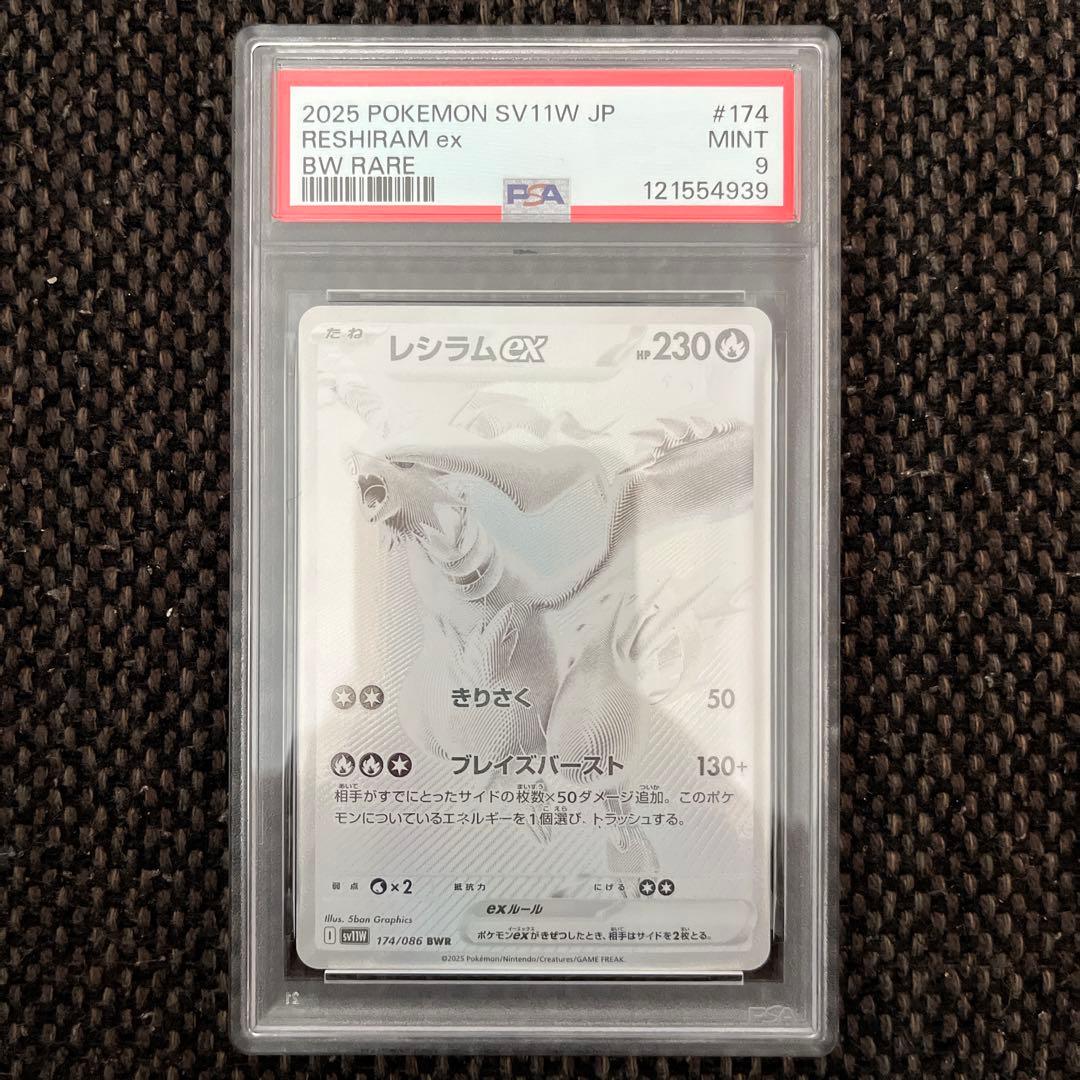 2025 POKEMON SV11W JP #174
RESHIRAM ex MINT
BW RARE 9
PSA 121554939
たね レシラムex HP230
きりさく 50
ブレイズバースト 130+
相手がすでにとったサイドの枚数×50ダメージ追加。このポケ
モンについているエネルギーを1個選び、トラッシュする。
弱点 ×2 抵抗力 にげる
exルール
Illus. 5ban Graphics
ポケモンexがきぜつしたとき、相手はサイドを2枚とる。
I sv11W 174/086 BWR
©2025 Pokémon/Nintendo/Creatures/GAME FREAK.
PSA